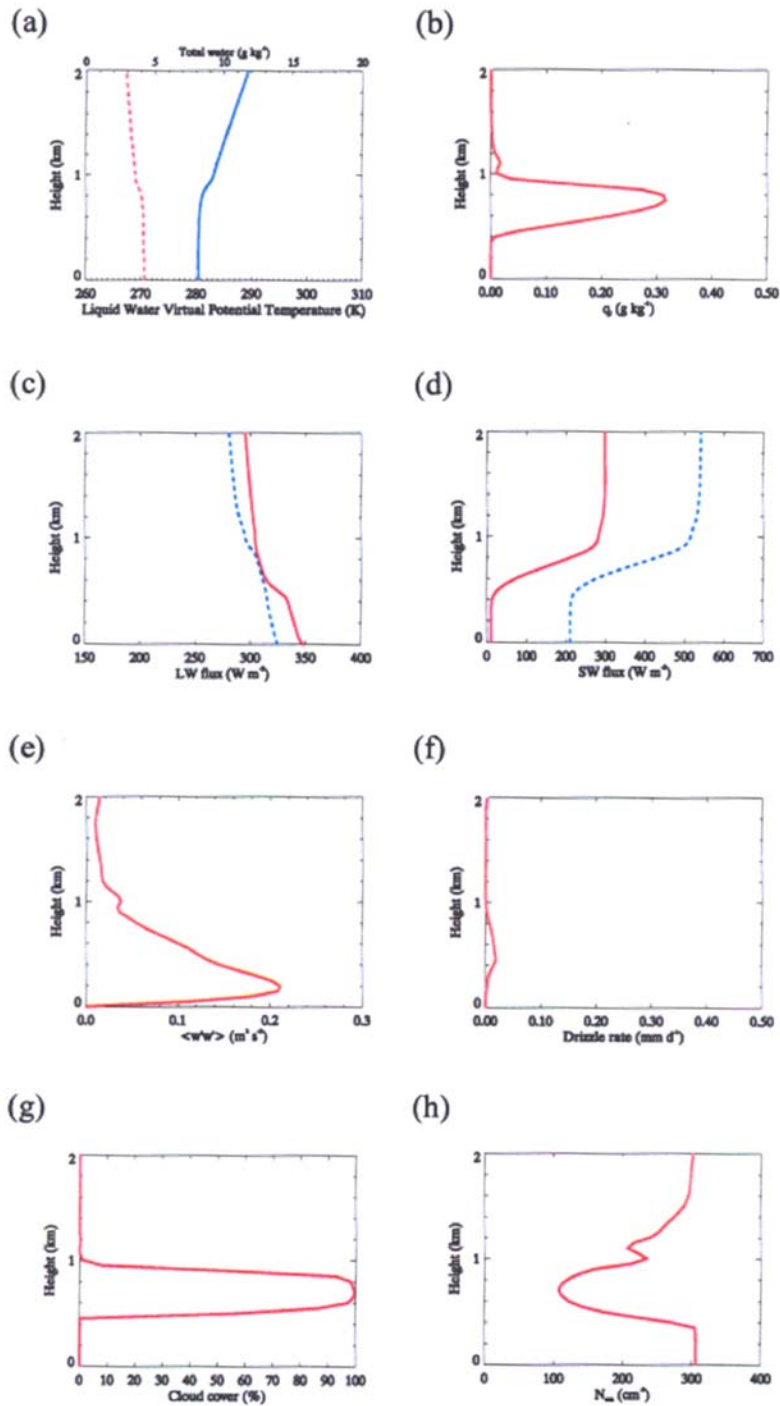 (a)
Total water (g kg⁻¹)
0 5 10 15 20
2
1
0
Height (km)
260 270 280 290 300 310
Liquid Water Virtual Potential Temperature (K)
(b)
2
1
0
Height (km)
0.00 0.10 0.20 0.30 0.40 0.50
(g kg⁻¹)
(c)
2
1
0
Height (km)
150 200 250 300 350 400
LW flux (W m⁻²)
(d)
2
1
0
Height (km)
0 100 200 300 400 500 600 700
SW flux (W m⁻²)
(e)
2
1
0
Height (km)
0.0 0.1 0.2 0.3
<w'w'> (m² s⁻²)
(f)
2
1
0
Height (km)
0.00 0.10 0.20 0.30 0.40 0.50
Drizzle rate (mm d⁻¹)
(g)
2
1
0
Height (km)
0 10 20 30 40 50 60 70 80 90 100
Cloud cover (%)
(h)
2
1
0
Height (km)
0 100 200 300 400
(cm⁻³)